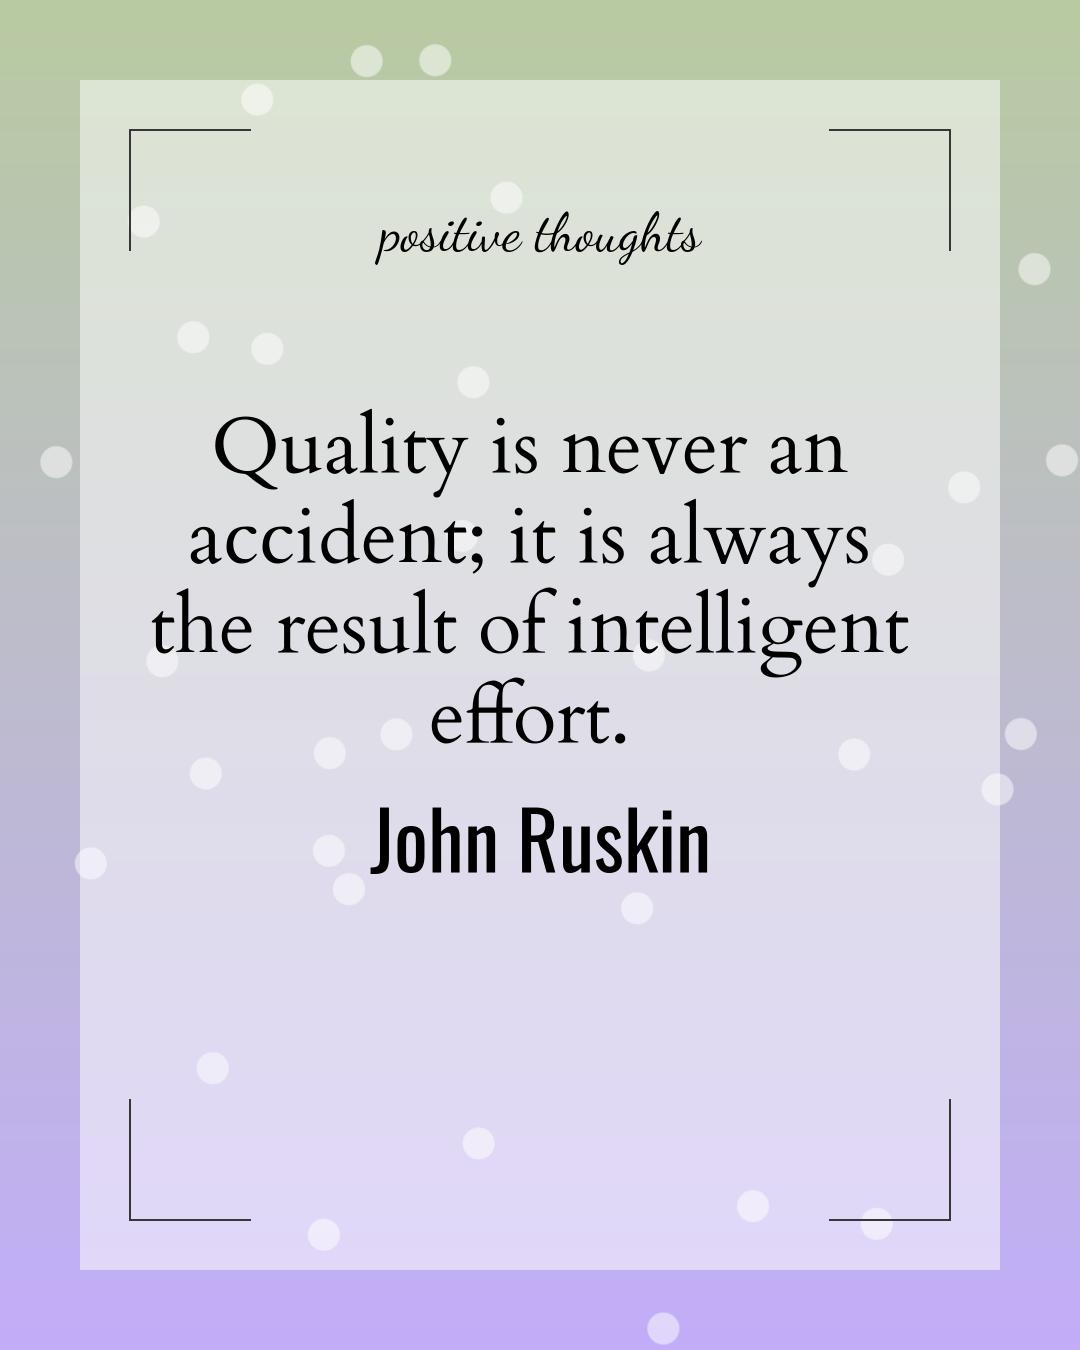 positive thoughts
Quality is never an
accident; it is always
the result of intelligent
effort.
John Ruskin